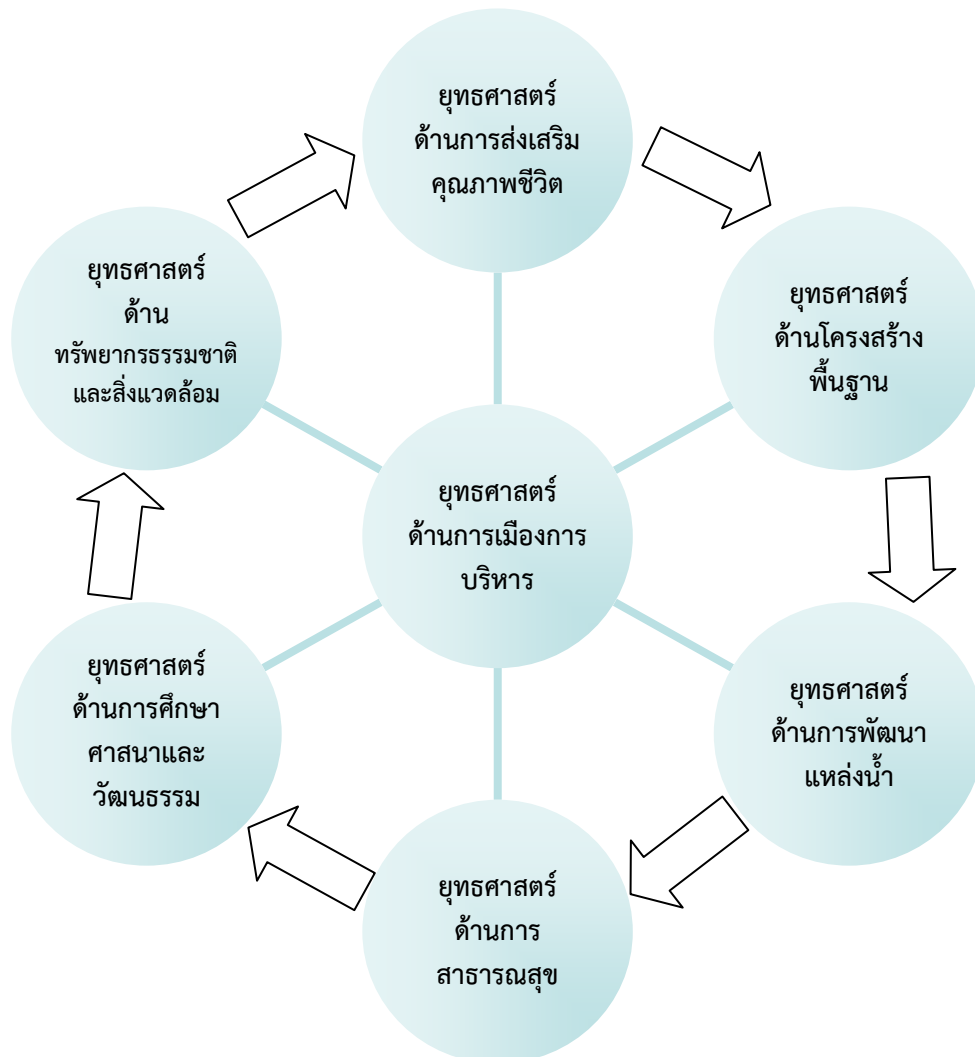 ยุทธศาสตร์
ด้านการส่งเสริม
คุณภาพชีวิต
ยุทธศาสตร์
ด้านโครงสร้าง
พื้นฐาน
ยุทธศาสตร์
ด้านการพัฒนา
แหล่งน้ำ
ยุทธศาสตร์
ด้านการ
สาธารณสุข
ยุทธศาสตร์
ด้านการศึกษา
ศาสนาและ
วัฒนธรรม
ยุทธศาสตร์
ด้าน
ทรัพยากรธรรมชาติ
และสิ่งแวดล้อม
ยุทธศาสตร์
ด้านการเมืองการ
บริหาร